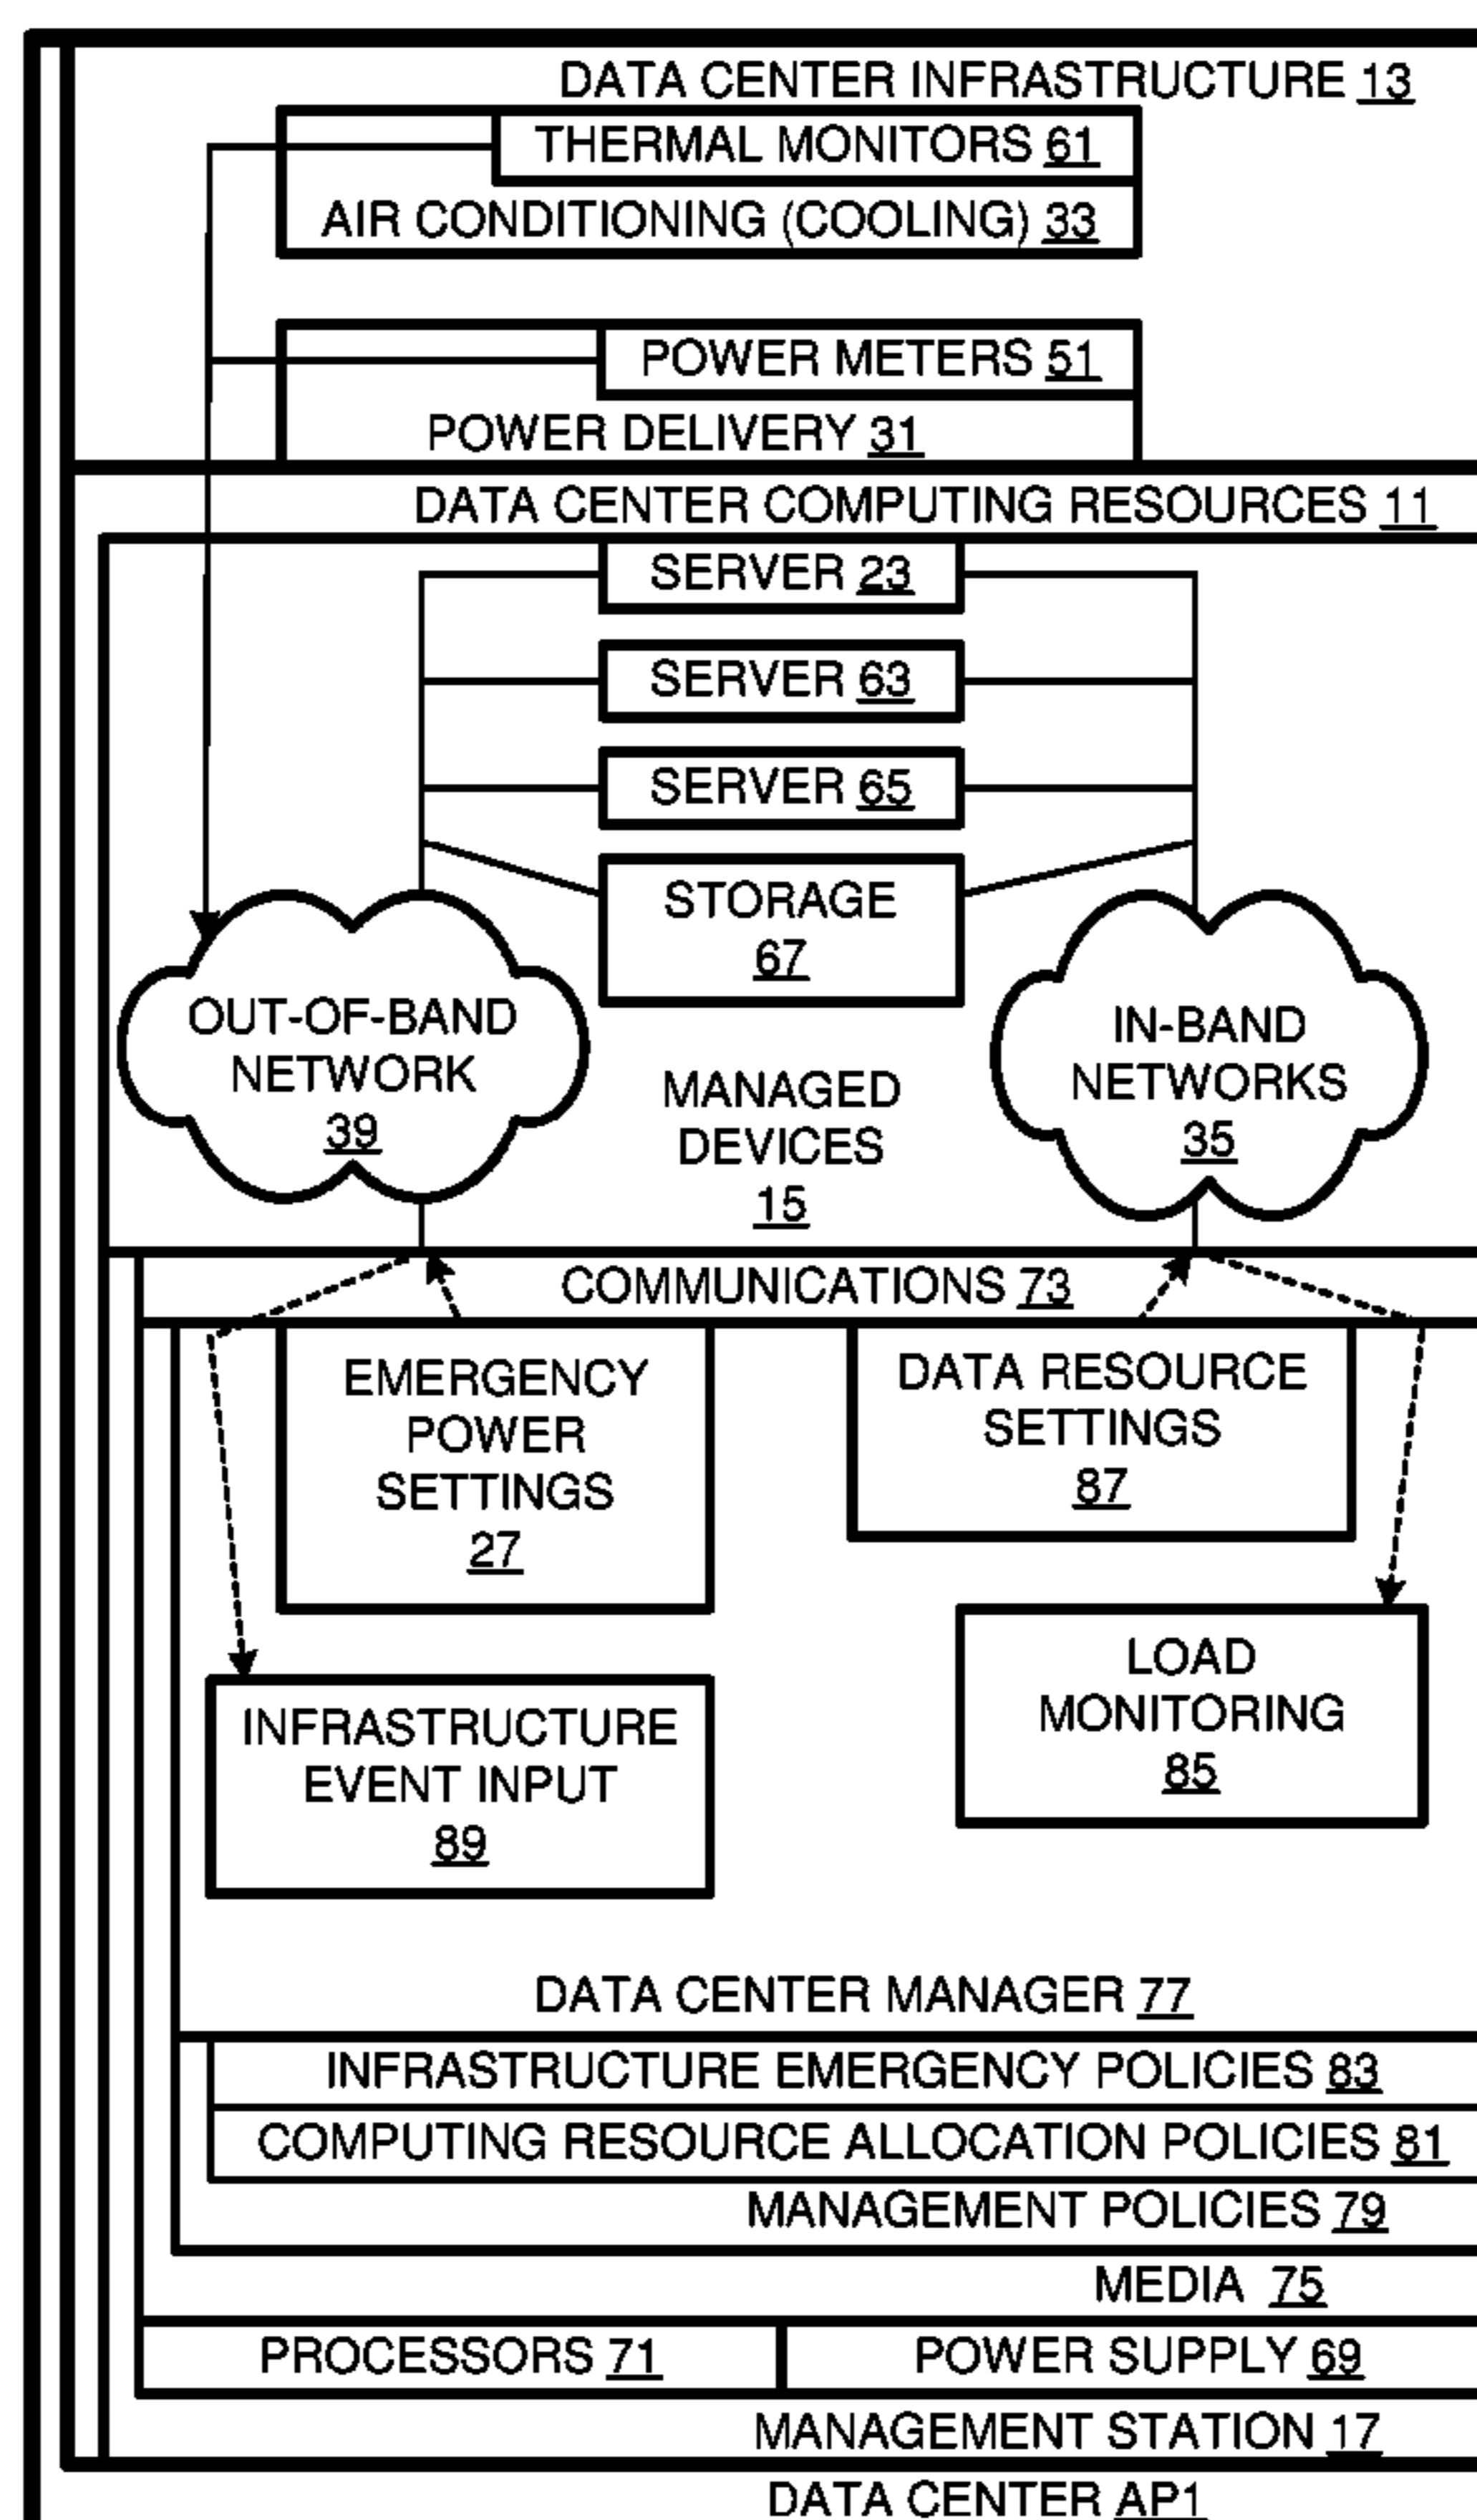 DATA CENTER INFRASTRUCTURE 13
THERMAL MONITORS 61
AIR CONDITIONING (COOLING) 33
POWER METERS 51
POWER DELIVERY 31
DATA CENTER COMPUTING RESOURCES 11
SERVER 23
SERVER 63
SERVER 65
STORAGE
67
OUT-OF-BAND
NETWORK
39
IN-BAND
NETWORKS
35
MANAGED
DEVICES
15
COMMUNICATIONS 73
EMERGENCY
POWER
SETTINGS
27
DATA RESOURCE
SETTINGS
87
LOAD
MONITORING
85
INFRASTRUCTURE
EVENT INPUT
89
DATA CENTER MANAGER 77
INFRASTRUCTURE EMERGENCY POLICIES 83
COMPUTING RESOURCE ALLOCATION POLICIES 81
MANAGEMENT POLICIES 79
MEDIA 75
PROCESSORS 71
POWER SUPPLY 69
MANAGEMENT STATION 17
DATA CENTER AP1